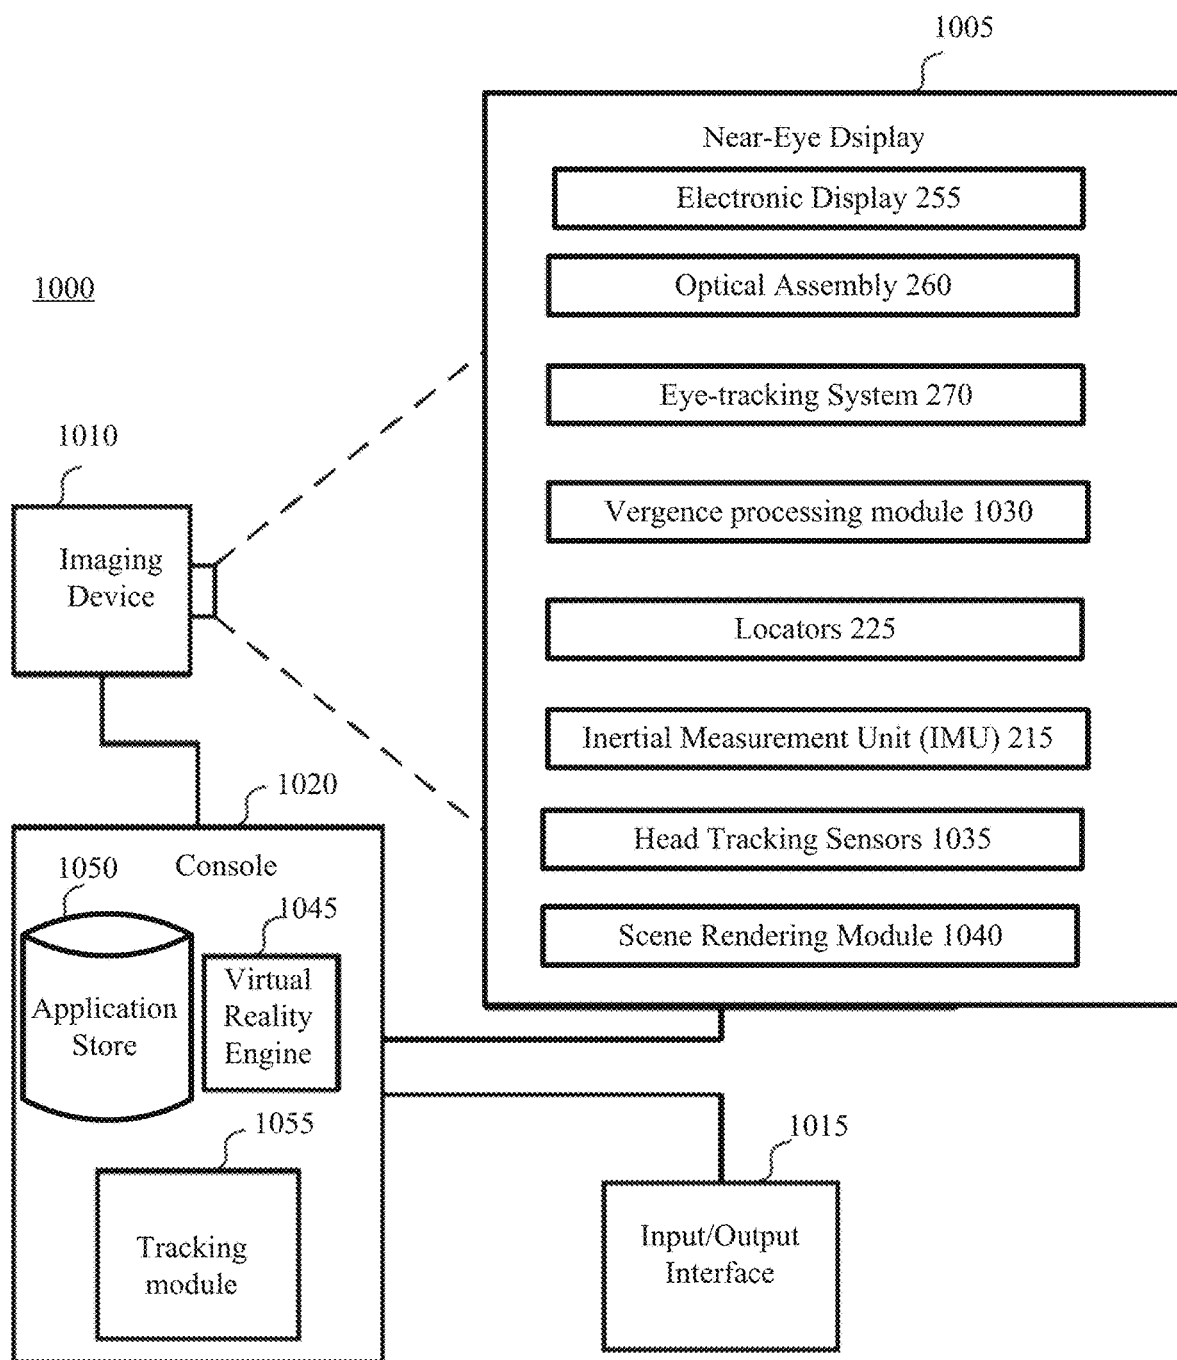 1005
Near-Eye Dsiplay
Electronic Display 255
Optical Assembly 260
1000
Eye-tracking System 270
1010
Vergence processing module 1030
Imaging
Device
Locators 225
Inertial Measurement Unit (IMU) 215
1020
Head Tracking Sensors 1035
Console
1050
1045
Scene Rendering Module 1040
Virtual
Reality
Engine
Application
Store
1055
1015
Tracking
module
Input/Output
Interface